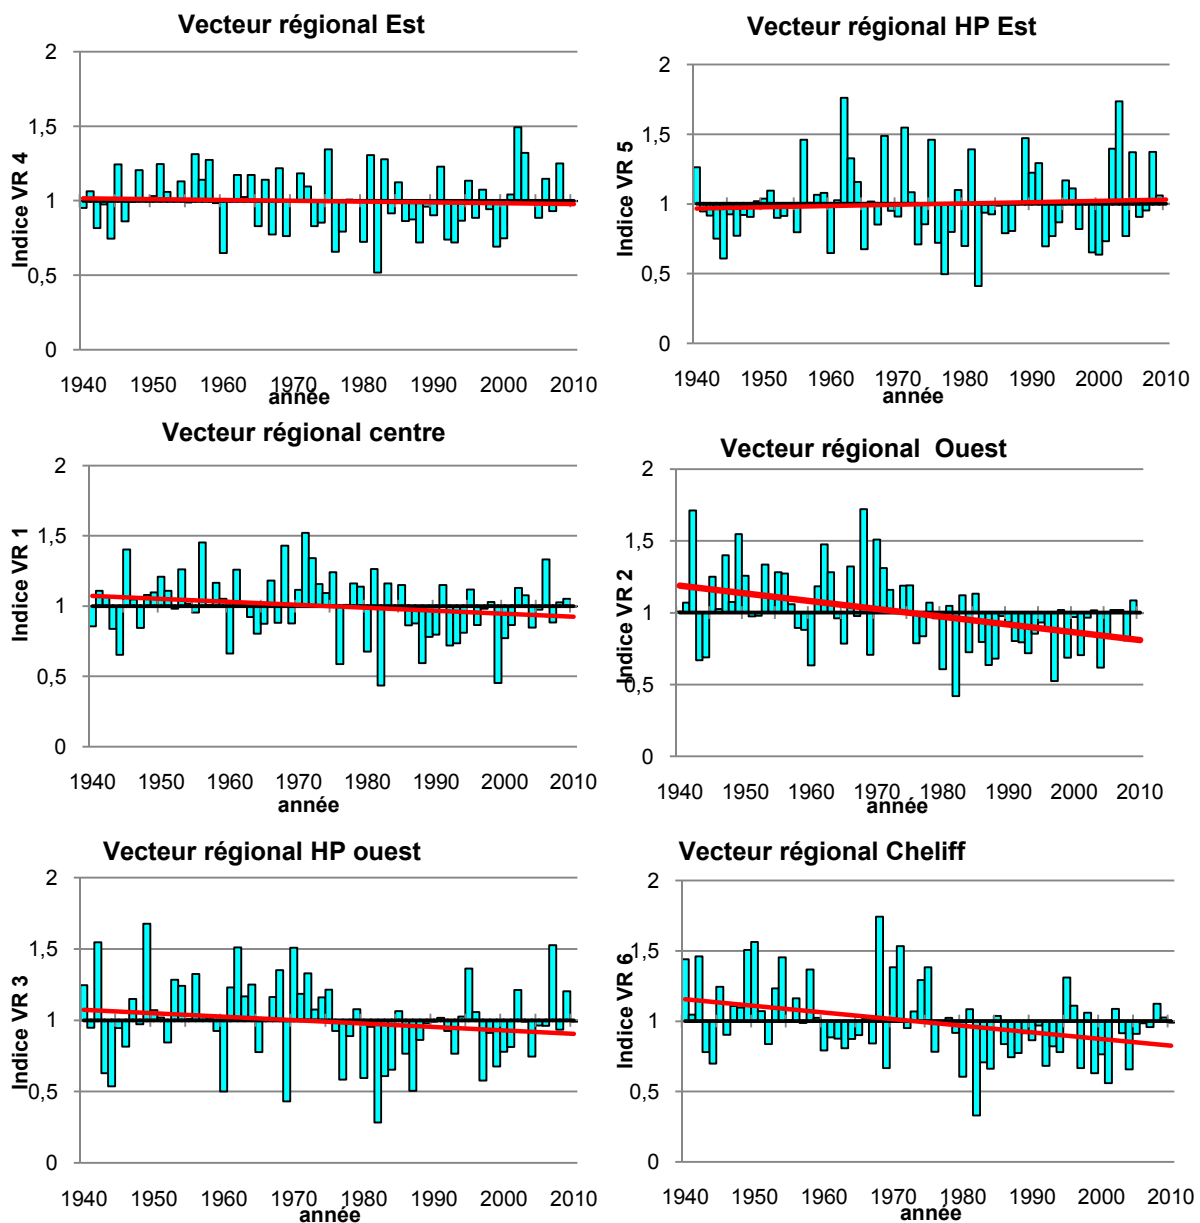 Vecteur régional Est
2
1,5
1
0,5
0
Indice VR 4
1940 1950 1960 1970 1980 1990 2000 2010
année
Vecteur régional HP Est
2
1,5
1
0,5
0
Indice VR 5
1940 1950 1960 1970 1980 1990 2000 2010
année
Vecteur régional centre
2
1,5
1
0,5
0
Indice VR 1
1940 1950 1960 1970 1980 1990 2000 2010
année
Vecteur régional Ouest
2
1,5
1
0,5
0
Indice VR 2
1940 1950 1960 1970 1980 1990 2000 2010
année
Vecteur régional HP ouest
2
1,5
1
0,5
0
Indice VR 3
1940 1950 1960 1970 1980 1990 2000 2010
année
Vecteur régional Cheliff
2
1,5
1
0,5
0
Indice VR 6
1940 1950 1960 1970 1980 1990 2000 2010
année